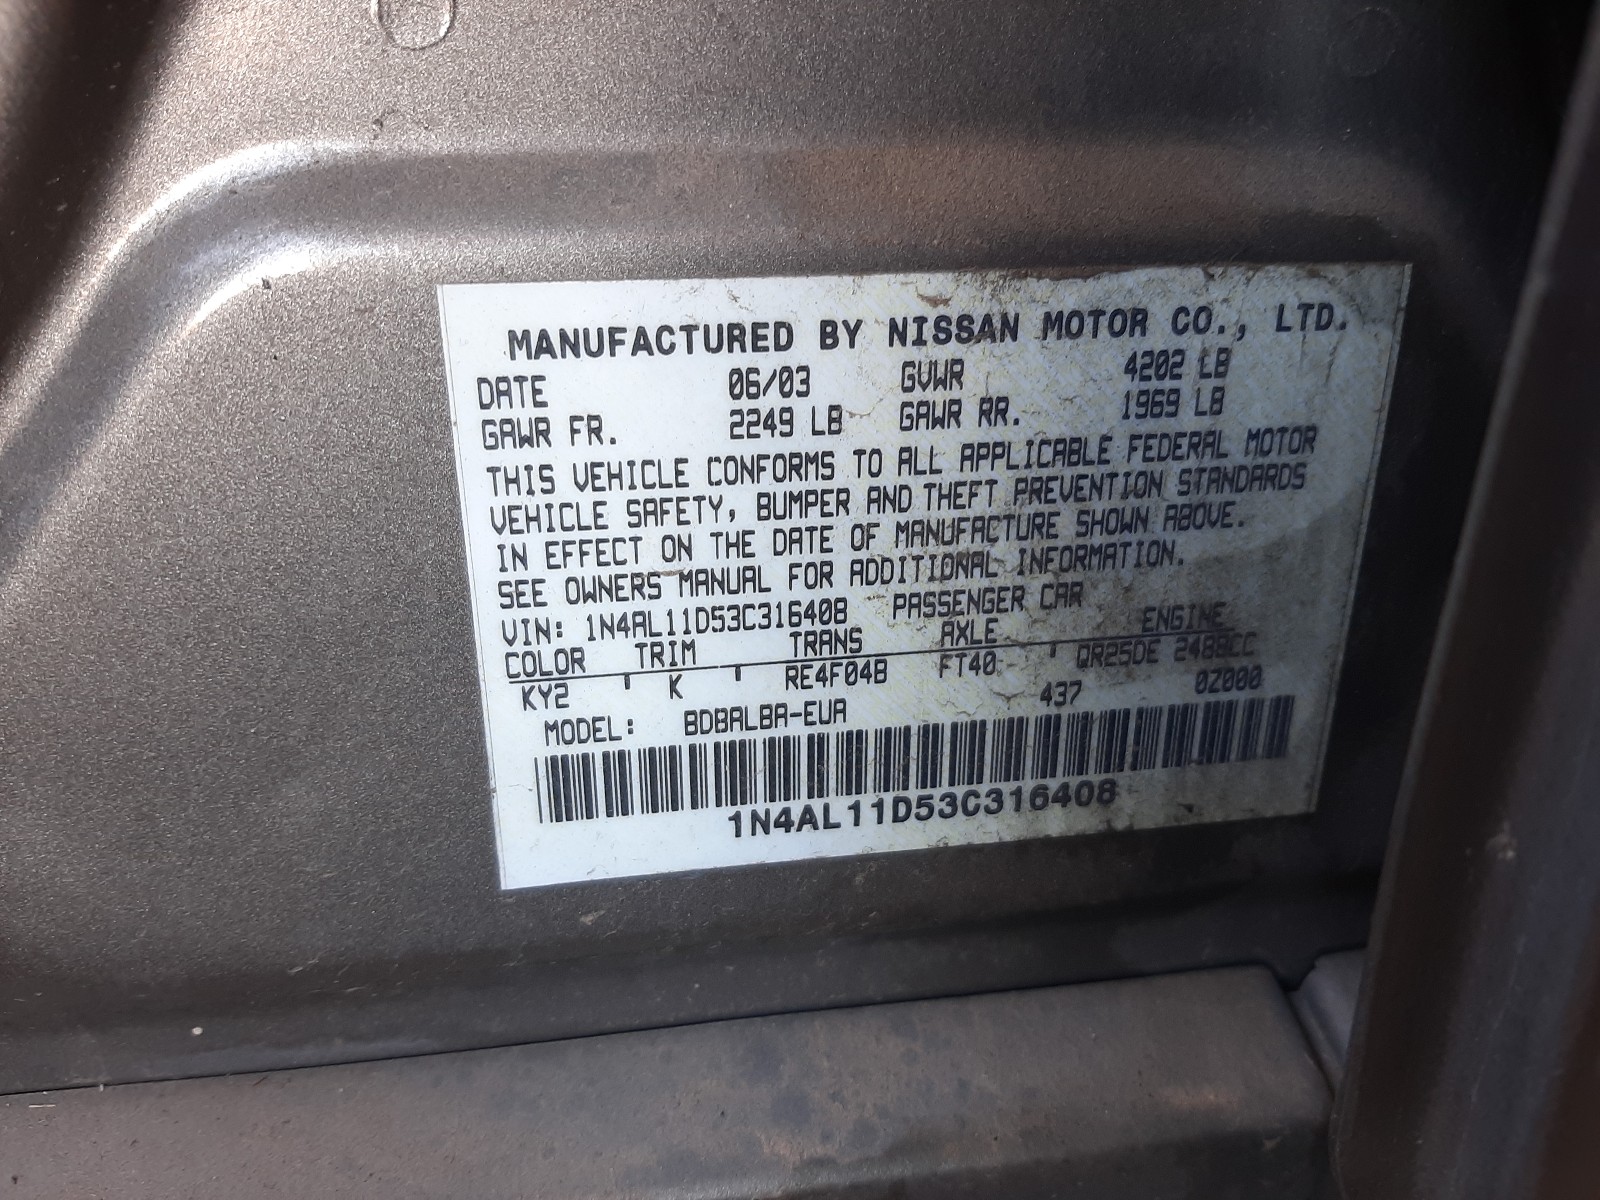 MANUFACTURED BY NISSAN MOTOR CO., LTD.
DATE 06/03 GVWR 4202 LB
GAWR FR. 2249 LB GAWR RR. 1969 LB
THIS VEHICLE CONFORMS TO ALL APPLICABLE FEDERAL MOTOR
VEHICLE SAFETY, BUMPER AND THEFT PREVENTION STANDARDS
IN EFFECT ON THE DATE OF MANUFACTURE SHOWN ABOVE.
SEE OWNERS MANUAL FOR ADDITIONAL INFORMATION.
VIN: 1N4AL11D53C316408 PASSENGER CAR
COLOR TRIM TRANS AXLE ENGINE
KY2 K RE4F04B FT40 QR25DE 2488CC
MODEL: BDBALBA-EUA 437 0Z000
1N4AL11D53C316408